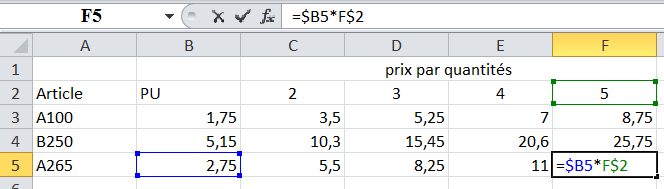 F5 fx =$B5*F$2
A B C D E F
1 prix par quantités
2 Article PU 2 3 4 5
3 A100 1,75 3,5 5,25 7 8,75
4 B250 5,15 10,3 15,45 20,6 25,75
5 A265 2,75 5,5 8,25 11 =$B5*F$2